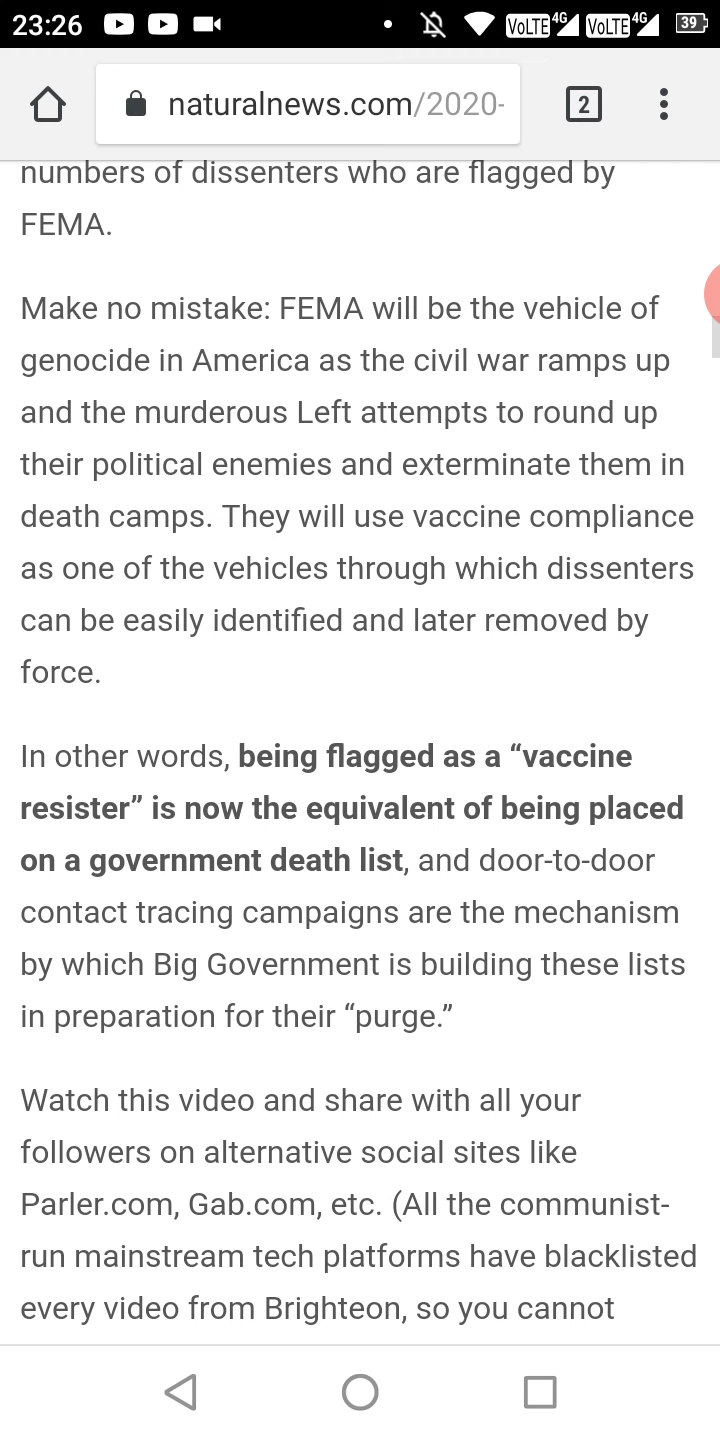 23:26
VoLTE 4G VoLTE 4G 39
naturalnews.com/2020-
2
numbers of dissenters who are flagged by
FEMA.
Make no mistake: FEMA will be the vehicle of
genocide in America as the civil war ramps up
and the murderous Left attempts to round up
their political enemies and exterminate them in
death camps. They will use vaccine compliance
as one of the vehicles through which dissenters
can be easily identified and later removed by
force.
In other words, being flagged as a “vaccine
resister” is now the equivalent of being placed
on a government death list, and door-to-door
contact tracing campaigns are the mechanism
by which Big Government is building these lists
in preparation for their “purge.”
Watch this video and share with all your
followers on alternative social sites like
Parler.com, Gab.com, etc. (All the communist-
run mainstream tech platforms have blacklisted
every video from Brighteon, so you cannot